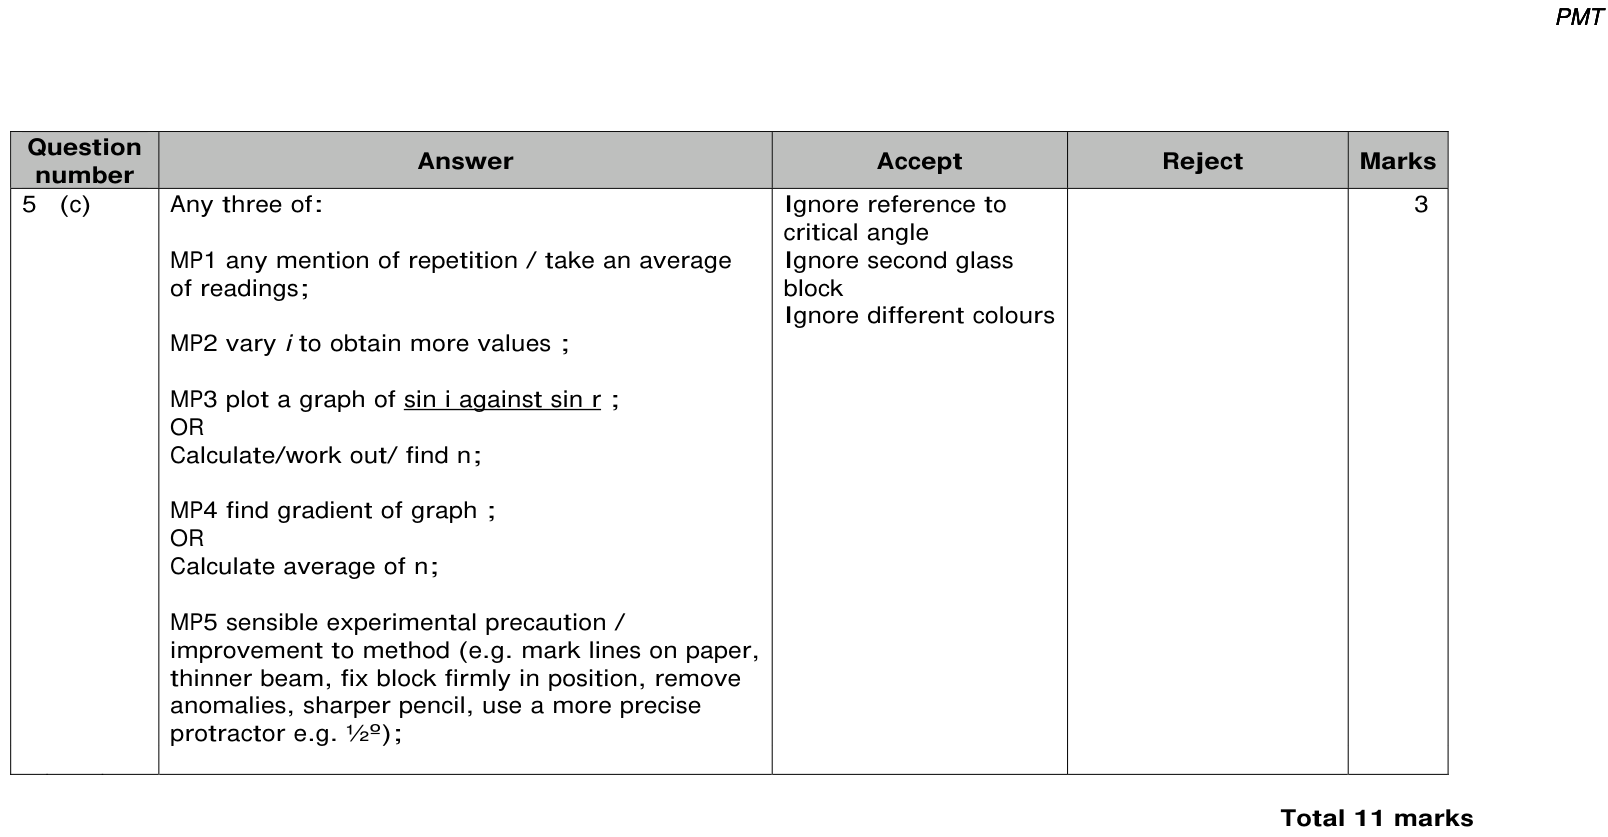 PMT
Question number
Answer
Accept
Reject
Marks
5 (c)
Any three of:
MP1 any mention of repetition / take an average
of readings;
MP2 vary i to obtain more values ;
MP3 plot a graph of sin i against sin r ;
OR
Calculate/work out/ find n;
MP4 find gradient of graph ;
OR
Calculate average of n;
MP5 sensible experimental precaution /
improvement to method (e.g. mark lines on paper,
thinner beam, fix block firmly in position, remove
anomalies, sharper pencil, use a more precise
protractor e.g. ½º);
Ignore reference to
critical angle
Ignore second glass
block
Ignore different colours
3
Total 11 marks